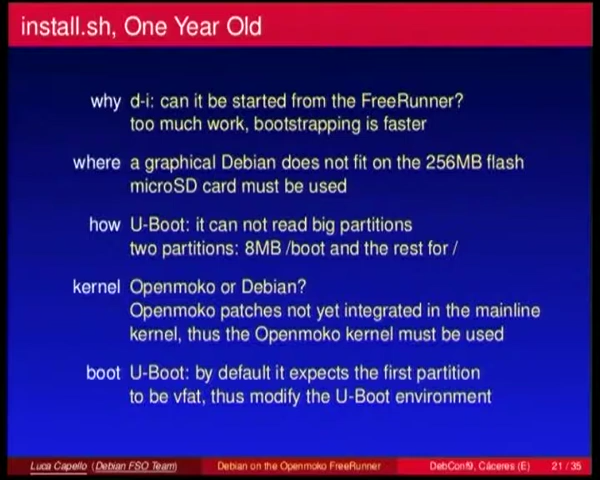 install.sh, One Year Old
why d-i: can it be started from the FreeRunner?
too much work, bootstrapping is faster
where a graphical Debian does not fit on the 256MB flash
microSD card must be used
how U-Boot: it can not read big partitions
two partitions: 8MB /boot and the rest for /
kernel Openmoko or Debian?
Openmoko patches not yet integrated in the mainline
kernel, thus the Openmoko kernel must be used
boot U-Boot: by default it expects the first partition
to be vfat, thus modify the U-Boot environment
Luca Capello (Debian FSO Team) Debian on the Openmoko FreeRunner DebConf9, Cáceres (E) 21 / 35